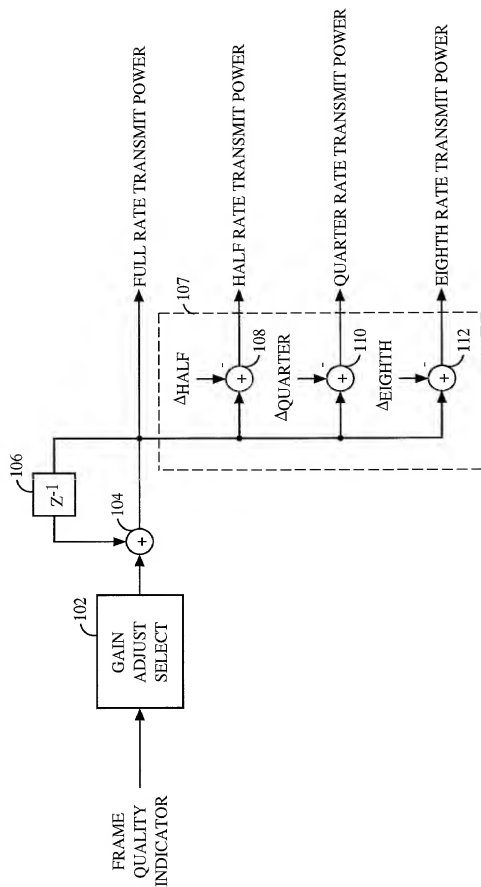 FRAME
QUALITY
INDICATOR
GAIN
ADJUST
SELECT
102
104
106
Z-1
+
FULL RATE TRANSMIT POWER
107
ΔHALF
-
+
108
HALF RATE TRANSMIT POWER
ΔQUARTER
-
+
110
QUARTER RATE TRANSMIT POWER
ΔEIGHTH
-
+
112
EIGHTH RATE TRANSMIT POWER